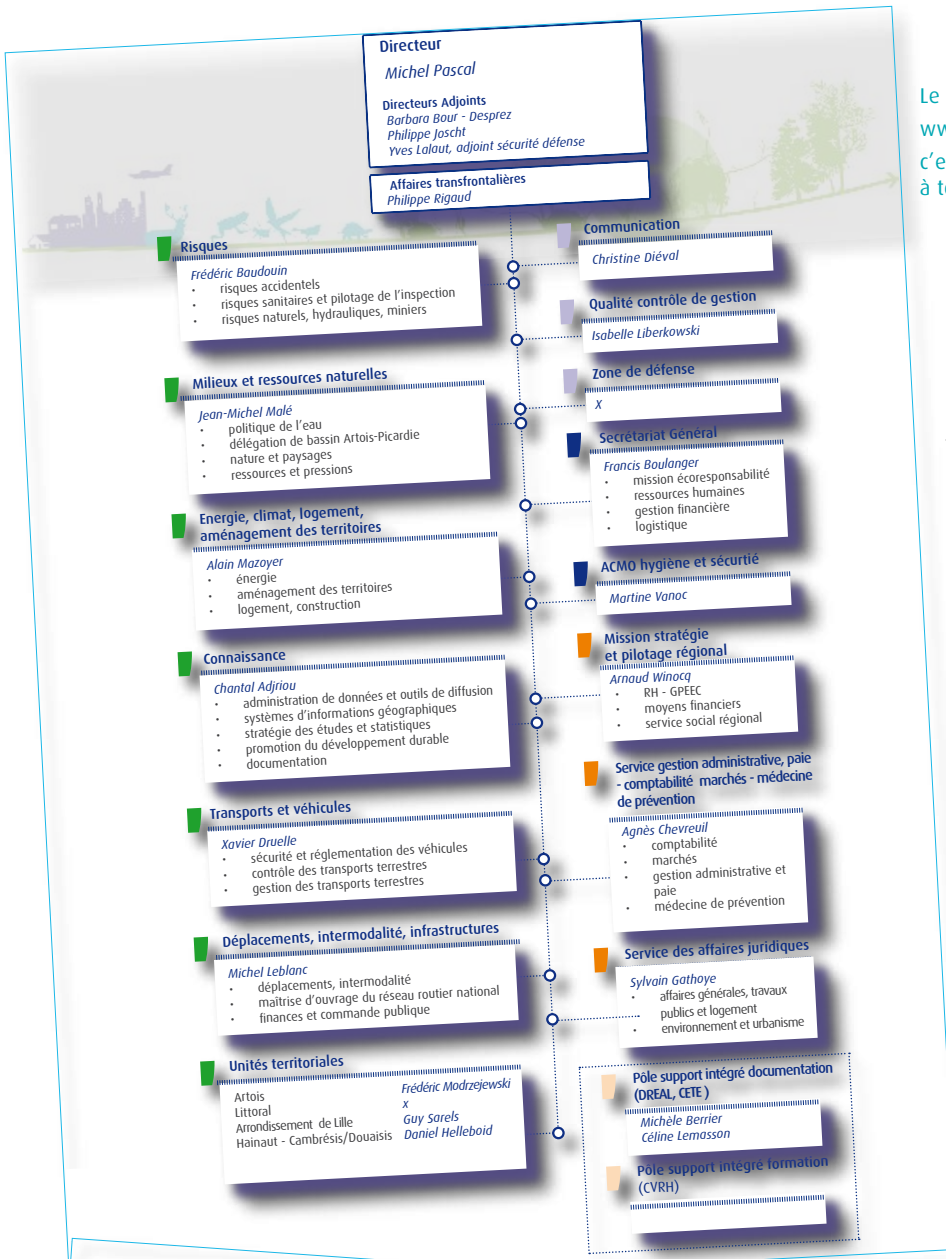 Directeur
Michel Pascal
Directeurs Adjoints
Barbara Bour - Desprez
Philippe Joscht
Yves Lalaut, adjoint sécurité défense
Affaires transfrontalières
Philippe Rigaud
Le
c'e
Risques
Frédéric Baudouin
• risques accidentels
• risques sanitaires et pilotage de l'inspection
• risques naturels, hydrauliques, miniers
Milieux et ressources naturelles
Jean-Michel Malé
• politique de l'eau
• délégation de bassin Artois-Picardie
• nature et paysages
• ressources et pressions
Energie, climat, logement,
aménagement des territoires
Alain Mazoyer
• énergie
• aménagement des territoires
• logement, construction
Connaissance
Chantal Adjriou
• administration de données et outils de diffusion
• systèmes d'informations géographiques
• stratégie des études et statistiques
• promotion du développement durable
• documentation
Transports et véhicules
Xavier Druelle
• sécurité et réglementation des véhicules
• contrôle des transports terrestres
• gestion des transports terrestres
Déplacements, intermodalité, infrastructures
Michel Leblanc
• déplacements, intermodalité
• maîtrise d'ouvrage du réseau routier national
• finances et commande publique
Unités territoriales
Artois Frédéric Modrzejewski
Littoral x
Arrondissement de Lille Guy Sarels
Hainaut - Cambrésis/Douaisis Daniel Helleboid
Communication
Christine Diéval
Qualité contrôle de gestion
Isabelle Liberkowski
Zone de défense
X
Secrétariat Général
Francis Boulanger
• mission écoresponsabilité
• ressources humaines
• gestion financière
• logistique
ACMO hygiène et sécurtié
Martine Vanoc
Mission stratégie
et pilotage régional
Arnaud Winocq
• RH - GPEEC
• moyens financiers
• service social régional
Service gestion administrative, paie
- comptabilité marchés - médecine
de prévention
Agnès Chevreuil
• comptabilité
• marchés
• gestion administrative et
paie
• médecine de prévention
Service des affaires juridiques
Sylvain Gathoye
• affaires générales, travaux
publics et logement
• environnement et urbanisme
Pôle support intégré documentation
(DREAL, CETE )
Michèle Berrier
Céline Lemasson
Pôle support intégré formation
(CVRH)